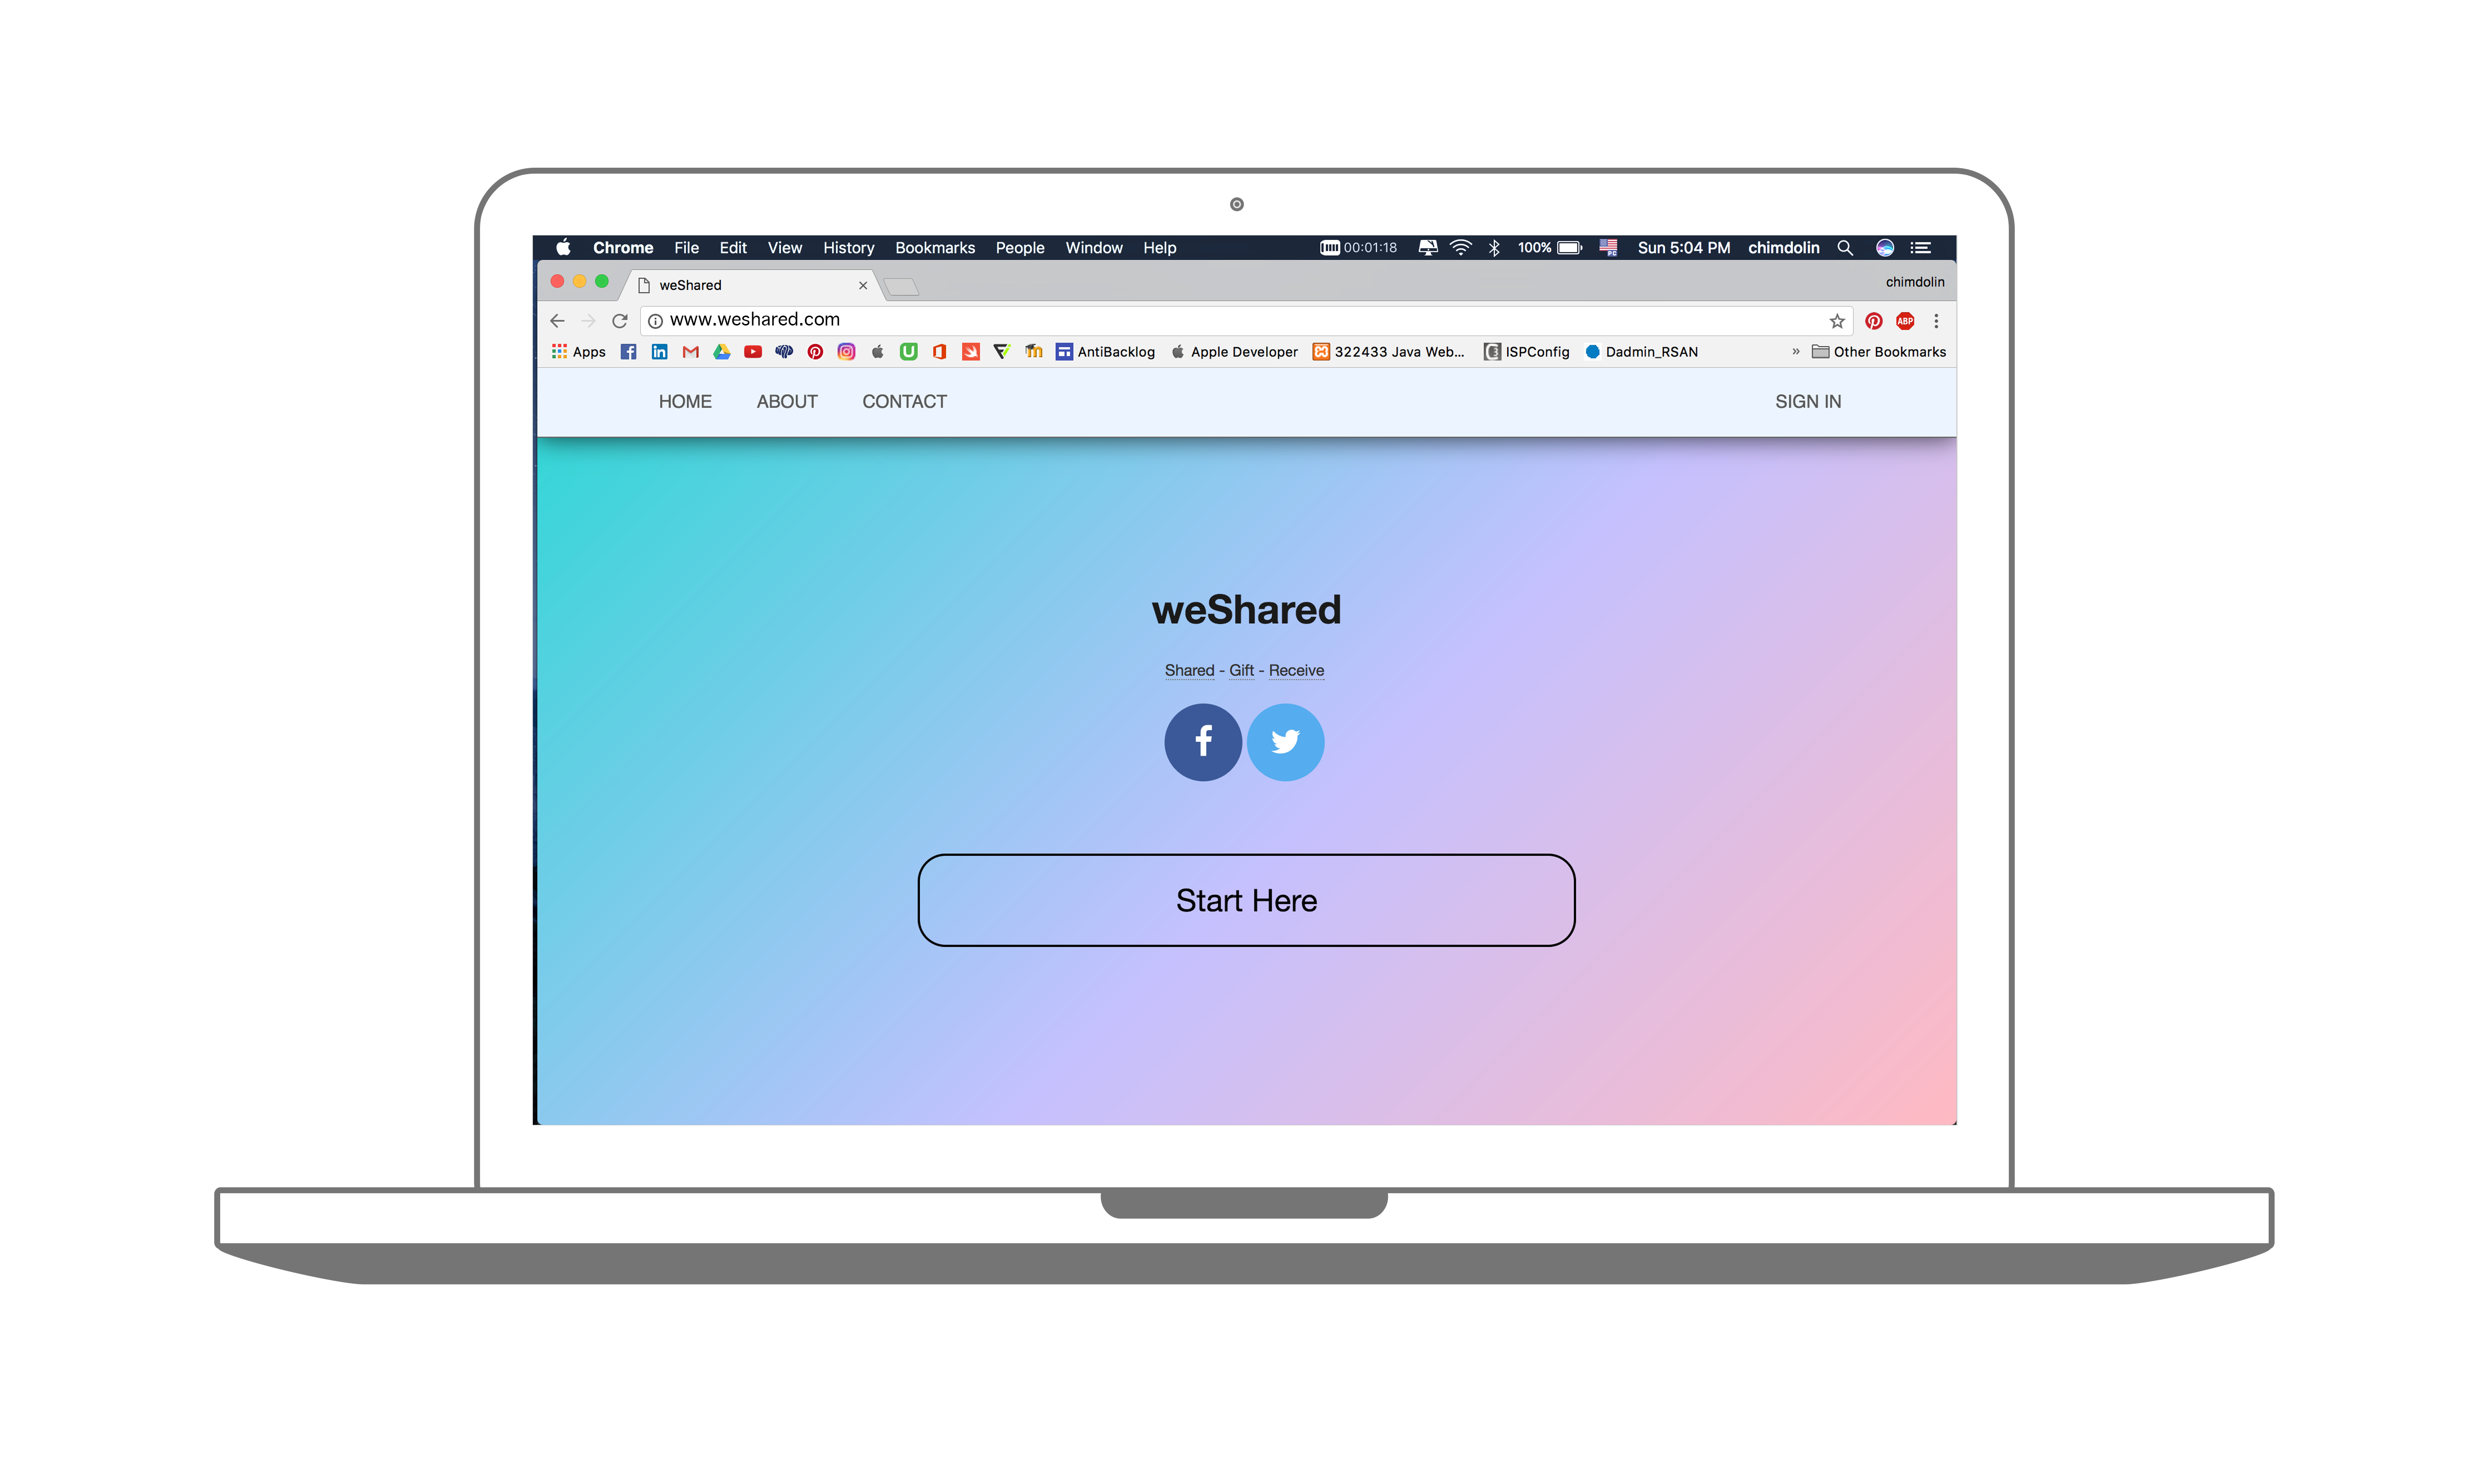 Chrome File Edit View History Bookmarks People Window Help 00:01:18 100% PC Sun 5:04 PM chimdolin
weShared chimdolin
www.weshared.com ABP
Apps AntiBacklog Apple Developer 322433 Java Web... ISPConfig Dadmin_RSAN » Other Bookmarks
HOME ABOUT CONTACT SIGN IN
weShared
Shared - Gift - Receive
Start Here